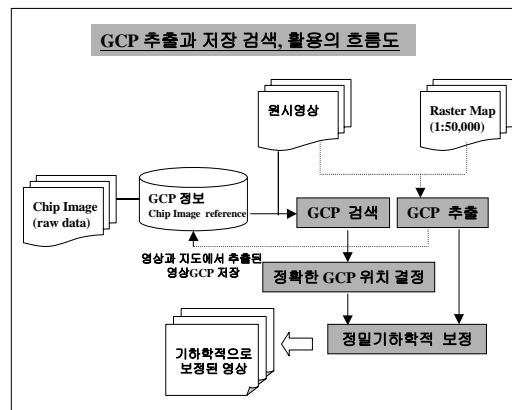 GCP 추출과 저장 검색, 활용의 흐름도
원시영상
Raster Map
(1:50,000)
Chip Image
(raw data)
GCP 정보
Chip Image reference
GCP 검색
GCP 추출
영상과 지도에서 추출된
영상GCP 저장
정확한 GCP 위치 결정
정밀기하학적 보정
기하학적으로
보정된 영상